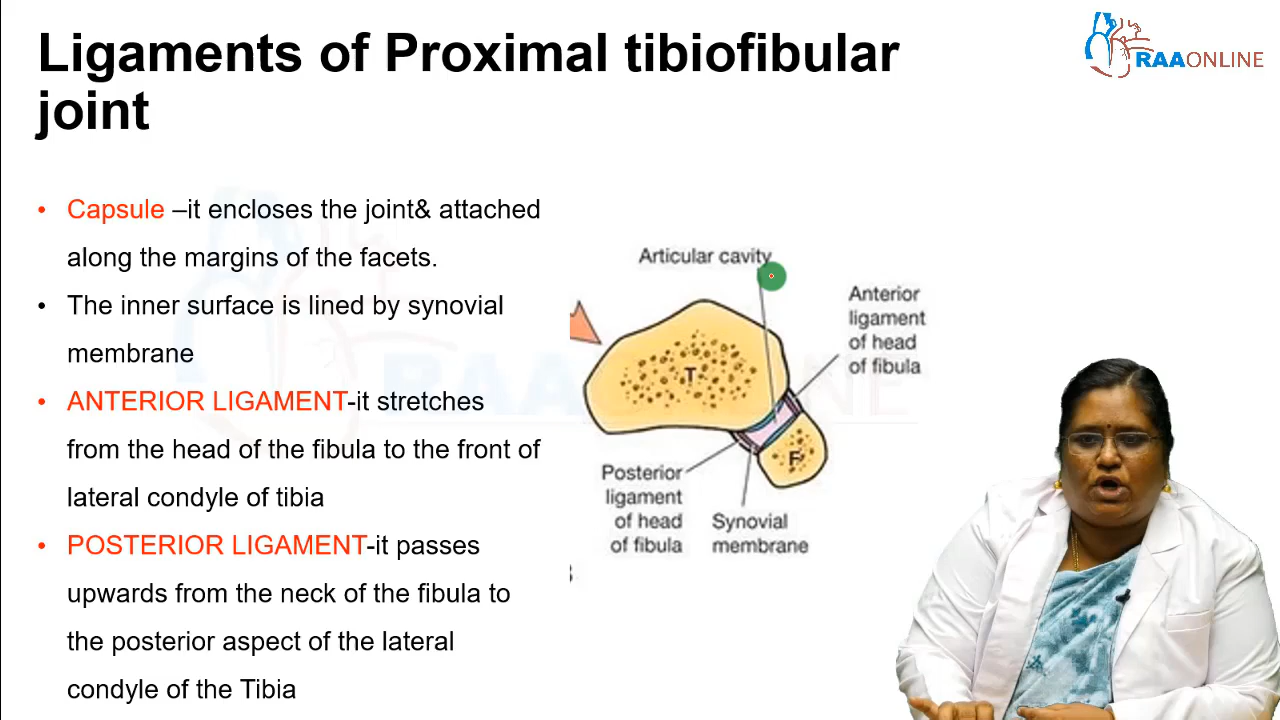 Ligaments of Proximal tibiofibular
joint
RAAONLINE
• Capsule –it encloses the joint& attached
along the margins of the facets.
• The inner surface is lined by synovial
membrane
• ANTERIOR LIGAMENT-it stretches
from the head of the fibula to the front of
lateral condyle of tibia
• POSTERIOR LIGAMENT-it passes
upwards from the neck of the fibula to
the posterior aspect of the lateral
condyle of the Tibia
Articular cavity
Anterior
ligament
of head
of fibula
T
F
Posterior
ligament
of head
of fibula
Synovial
membrane
RAAONLINE